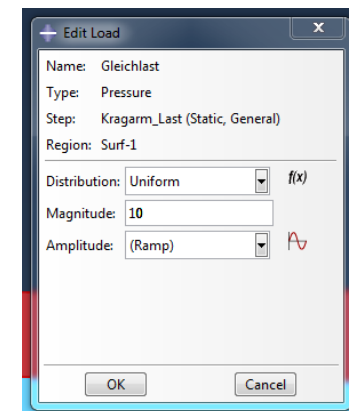 Edit Load
X
Name: Gleichlast
Type: Pressure
Step: Kragarm_Last (Static, General)
Region: Surf-1
Distribution: Uniform f(x)
Magnitude: 10
Amplitude: (Ramp)
OK Cancel